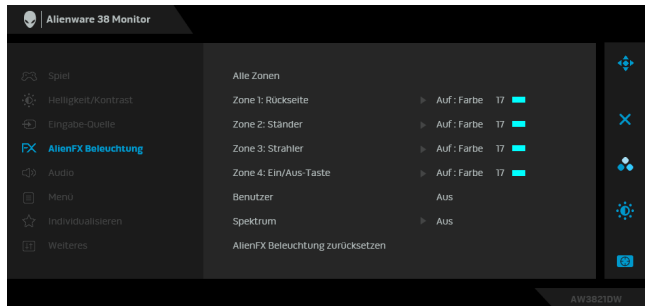 Alienware 38 Monitor
Spiel
Helligkeit/Kontrast
Eingabe-Quelle
AlienFX Beleuchtung
Audio
Menü
Individualisieren
Weiteres
Alle Zonen
Zone 1: Rückseite Auf : Farbe 17
Zone 2: Ständer Auf : Farbe 17
Zone 3: Strahler Auf : Farbe 17
Zone 4: Ein/Aus-Taste Auf : Farbe 17
Benutzer Aus
Spektrum Aus
AlienFX Beleuchtung zurücksetzen
AW3821DW